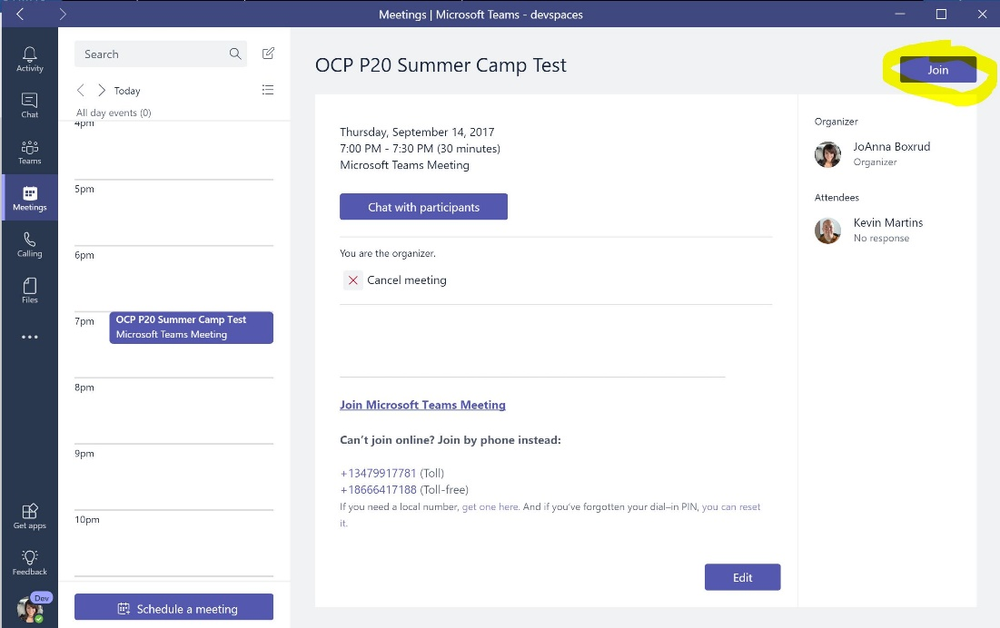 Meetings | Microsoft Teams - devspaces
Activity
Chat
Teams
Meetings
Calling
Files
Get apps
Feedback
Dev
Search
Today
All day events (0)
4pm
5pm
6pm
7pm
OCP P20 Summer Camp Test
Microsoft Teams Meeting
8pm
9pm
10pm
Schedule a meeting
OCP P20 Summer Camp Test
Join
Thursday, September 14, 2017
7:00 PM - 7:30 PM (30 minutes)
Microsoft Teams Meeting
Chat with participants
You are the organizer.
Cancel meeting
Join Microsoft Teams Meeting
Can't join online? Join by phone instead:
+13479917781 (Toll)
+18666417188 (Toll-free)
If you need a local number, get one here. And if you've forgotten your dial–in PIN, you can reset
it.
Edit
Organizer
JoAnna Boxrud
Organizer
Attendees
Kevin Martins
No response